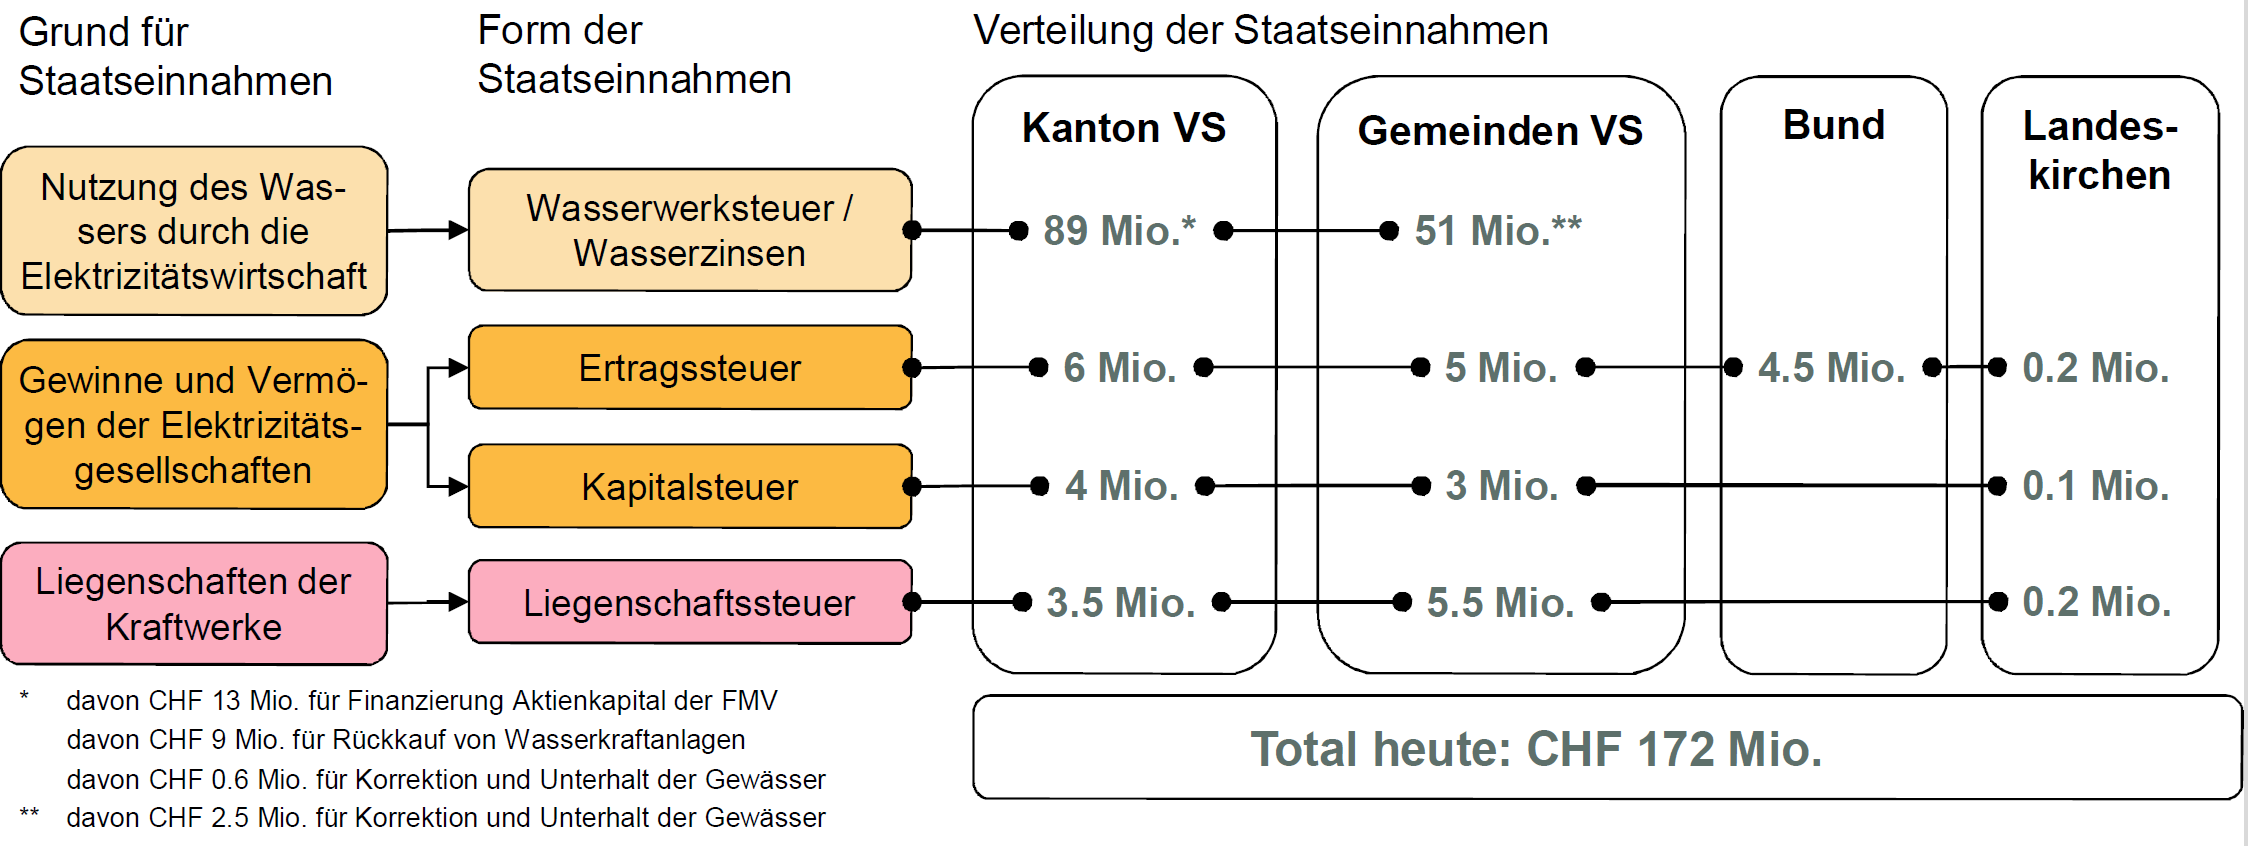 Grund für
Staatseinnahmen
Form der
Staatseinnahmen
Verteilung der Staatseinnahmen
Kanton VS
Gemeinden VS
Bund
Landes-
kirchen
Nutzung des Was-
sers durch die
Elektrizitätswirtschaft
Wasserwerksteuer /
Wasserzinsen
89 Mio.*
51 Mio.**
Gewinne und Vermö-
gen der Elektrizitäts-
gesellschaften
Ertragssteuer
6 Mio.
5 Mio.
4.5 Mio.
0.2 Mio.
Kapitalsteuer
4 Mio.
3 Mio.
0.1 Mio.
Liegenschaften der
Kraftwerke
Liegenschaftssteuer
3.5 Mio.
5.5 Mio.
0.2 Mio.
* davon CHF 13 Mio. für Finanzierung Aktienkapital der FMV
davon CHF 9 Mio. für Rückkauf von Wasserkraftanlagen
davon CHF 0.6 Mio. für Korrektion und Unterhalt der Gewässer
** davon CHF 2.5 Mio. für Korrektion und Unterhalt der Gewässer
Total heute: CHF 172 Mio.